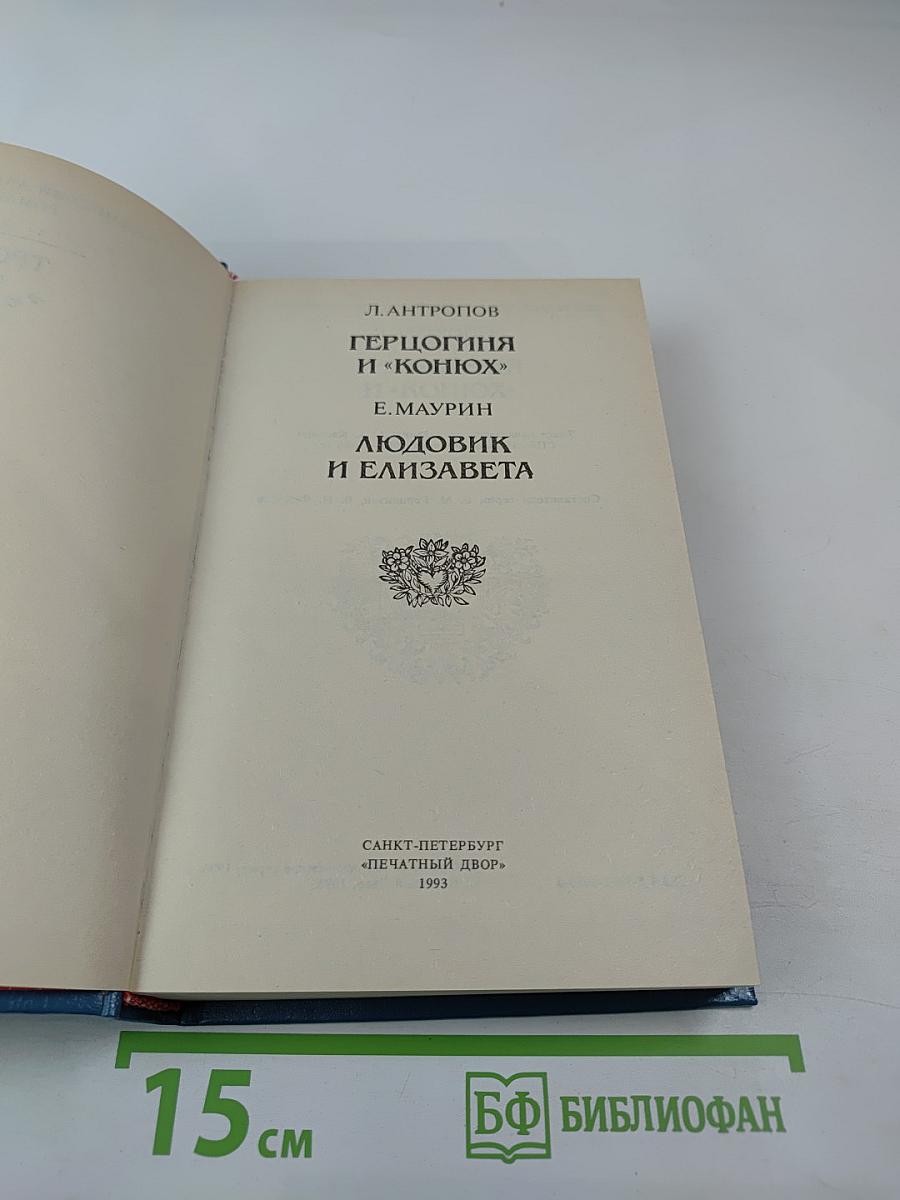 Л. АНТРОПОВ
ГЕРЦОГИНЯ
И «КОНЮХ»
Е. МАУРИН
ЛЮДОВИК
И ЕЛИЗАВЕТА
САНКТ-ПЕТЕРБУРГ
«ПЕЧАТНЫЙ ДВОР»
1993
15 см
БФ БИБЛИОФАН